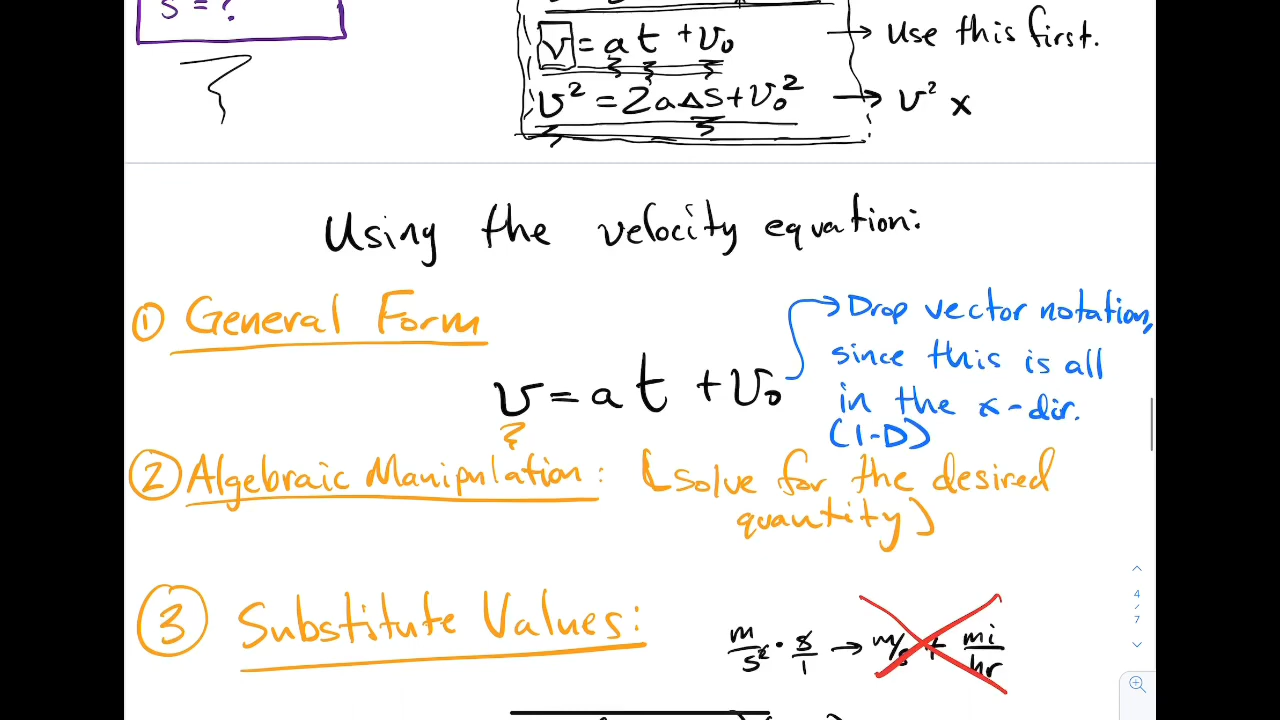 s = ?
v = at + v₀ → Use this first.
v² = 2aΔs + v₀² → v² x
Using the velocity equation:
① General Form
v = at + v₀
→ Drop vector notation,
since this is all
in the x-dir.
(1-D)
② Algebraic Manipulation: (Solve for the desired
quantity)
③ Substitute Values:
m/s² · s/1 → m/s + mi/hr
4
/
7